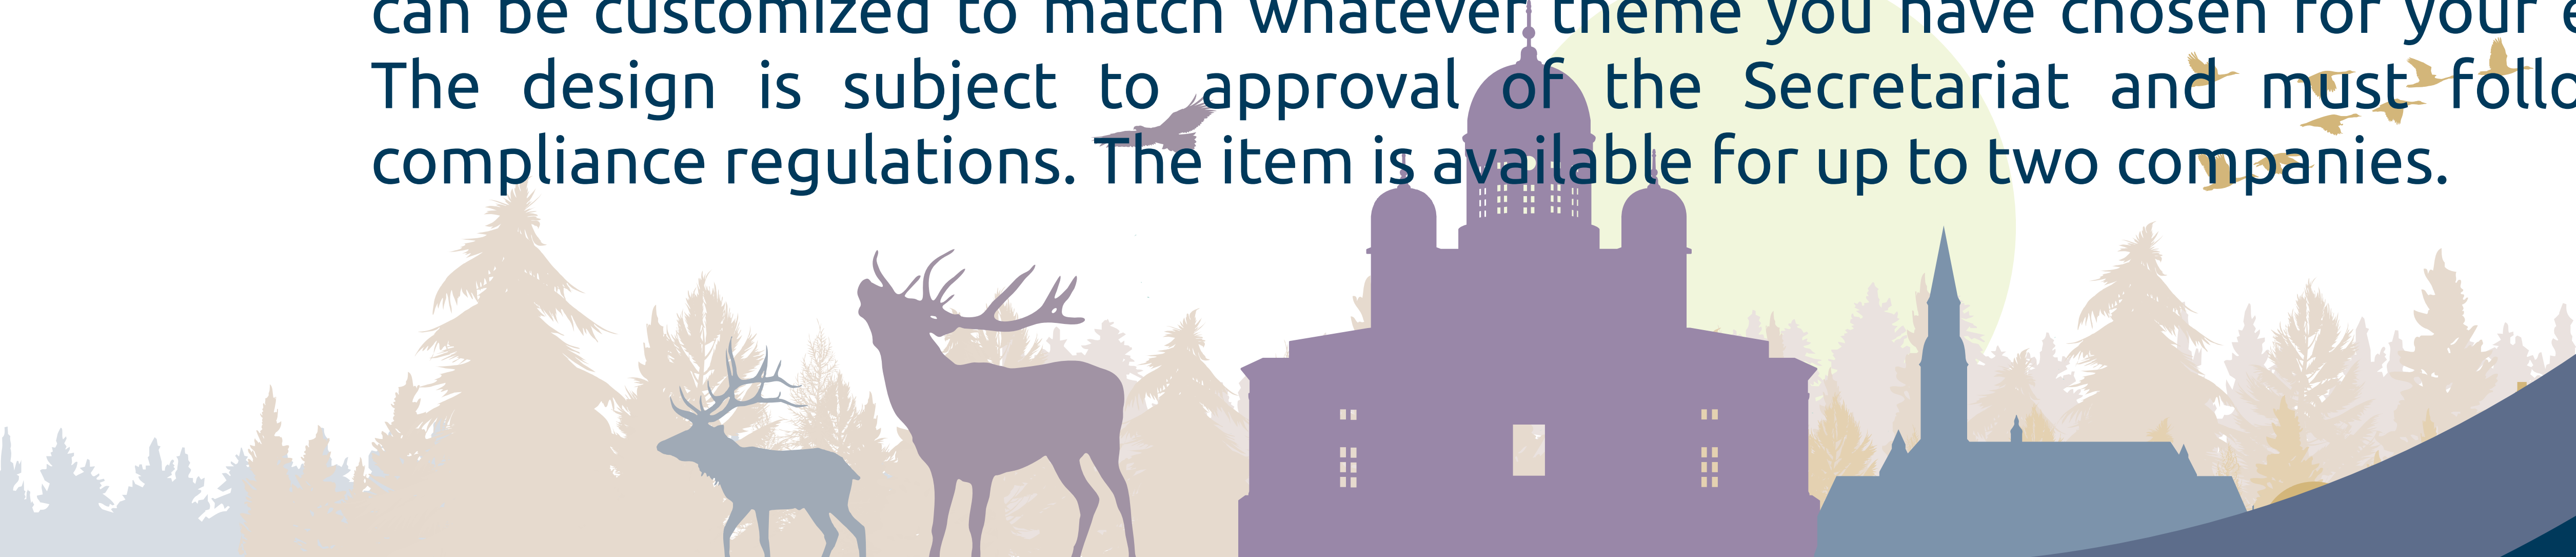 can be customized to match whatever theme you have chosen for your
The design is subject to approval of the Secretariat and must
compliance regulations. The item is available for up to two companies.